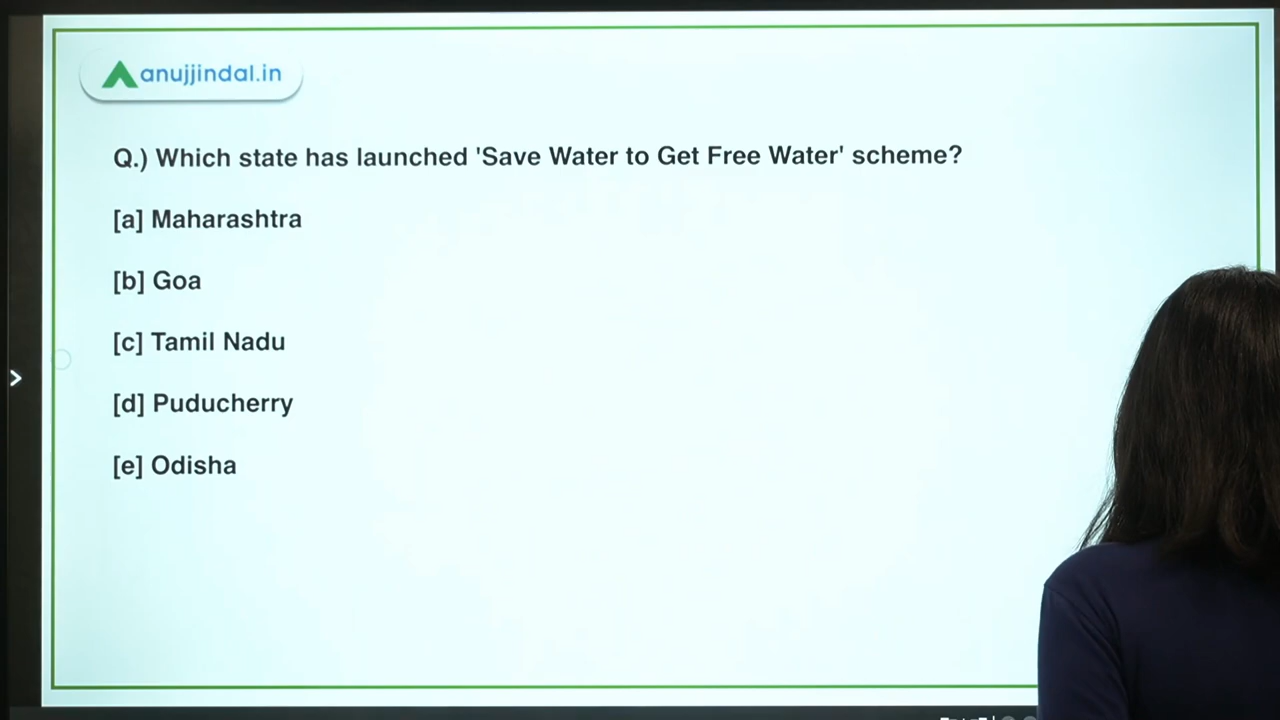 anujjindal.in
Q.) Which state has launched 'Save Water to Get Free Water' scheme?
[a] Maharashtra
[b] Goa
[c] Tamil Nadu
[d] Puducherry
[e] Odisha